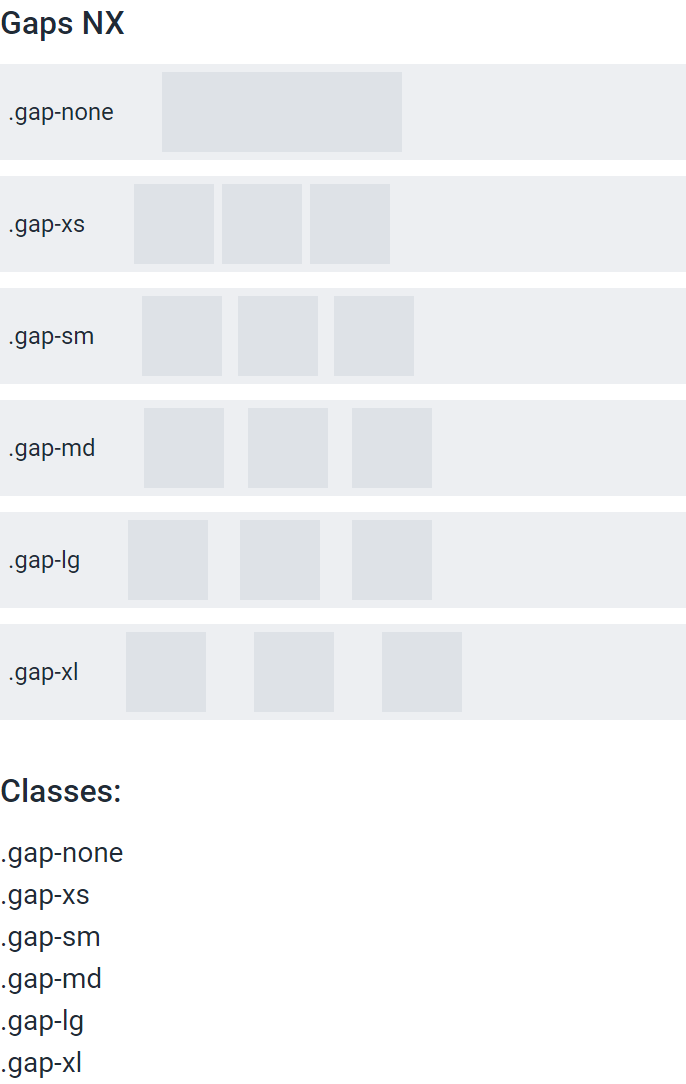 Gaps NX
.gap-none
.gap-xs
.gap-sm
.gap-md
.gap-lg
.gap-xl
Classes:
.gap-none
.gap-xs
.gap-sm
.gap-md
.gap-lg
.gap-xl